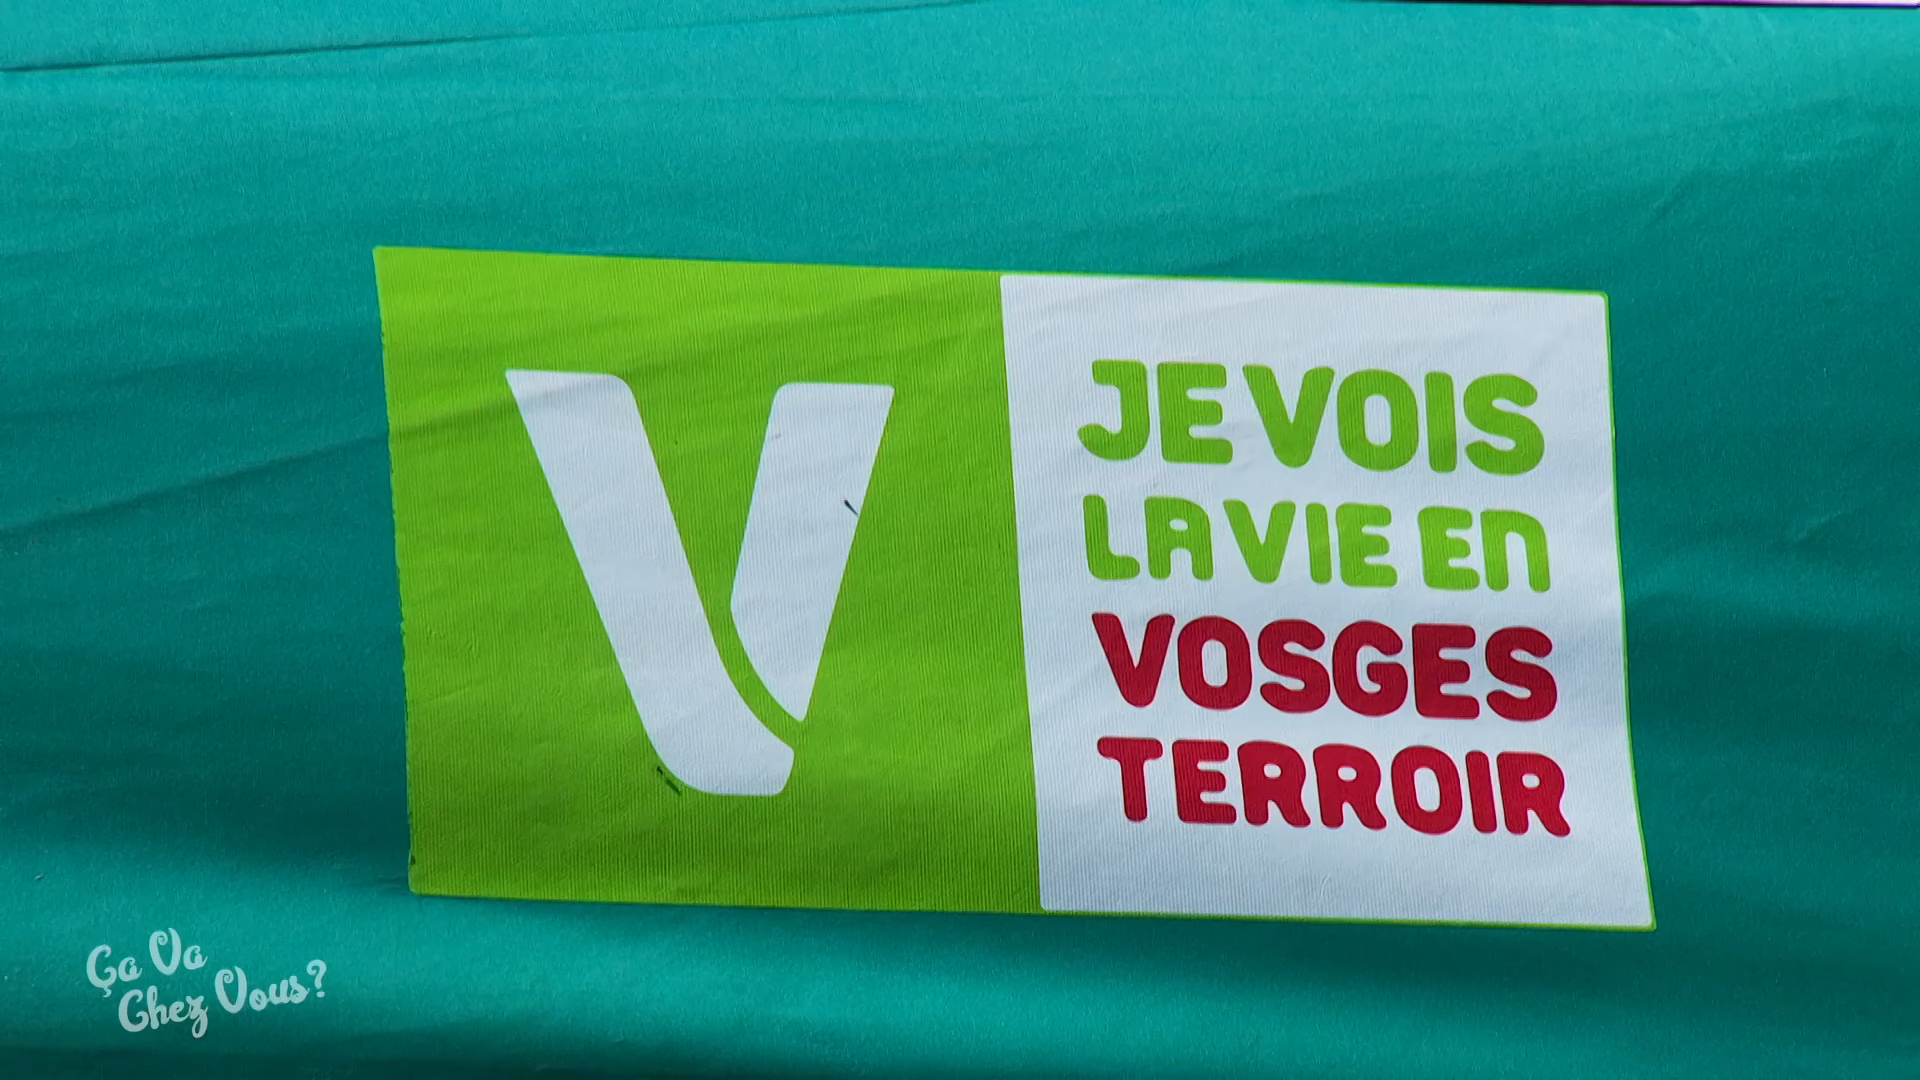 V
JE VOIS
LA VIE EN
VOSGES
TERROIR
Ça Va
Chez Vous?